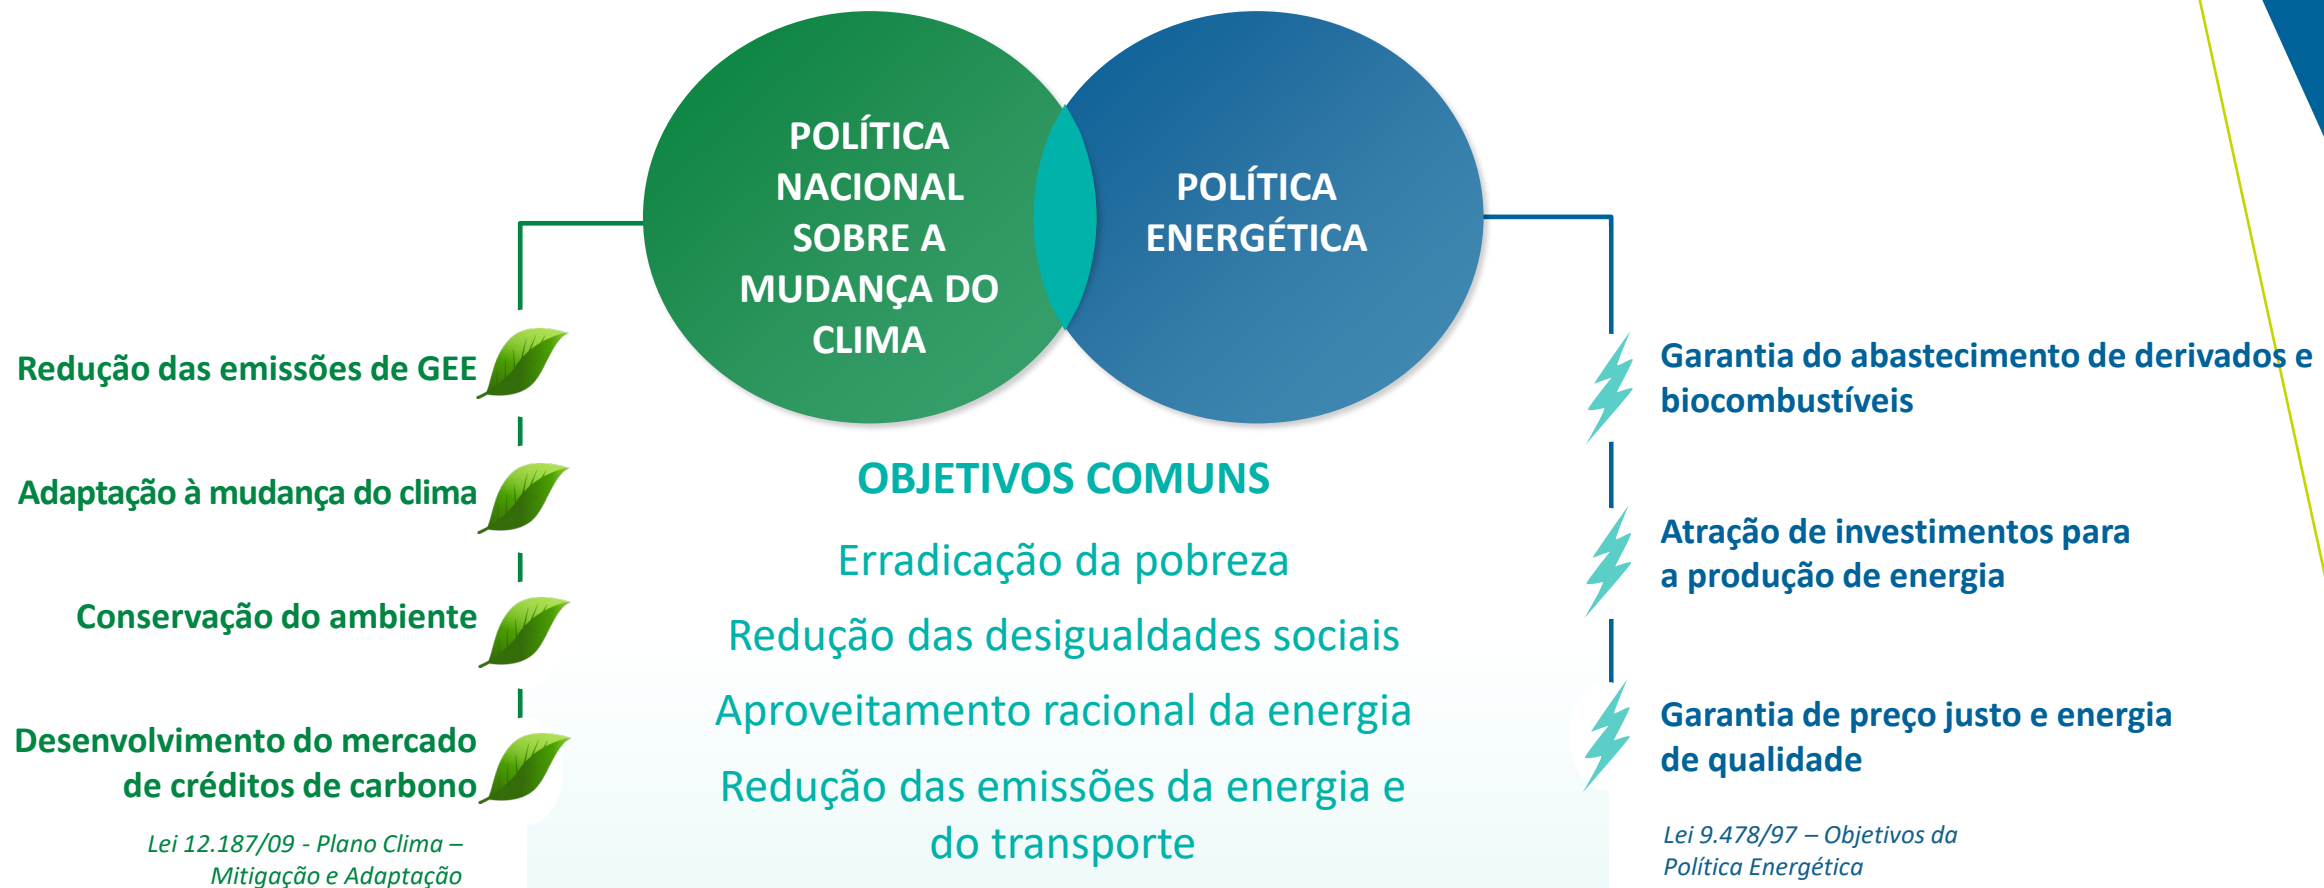 POLÍTICA
NACIONAL
SOBRE A
MUDANÇA DO
CLIMA
POLÍTICA
ENERGÉTICA
Redução das emissões de GEE
Adaptação à mudança do clima
Conservação do ambiente
Desenvolvimento do mercado
de créditos de carbono
Lei 12.187/09 - Plano Clima –
Mitigação e Adaptação
OBJETIVOS COMUNS
Erradicação da pobreza
Redução das desigualdades sociais
Aproveitamento racional da energia
Redução das emissões da energia e
do transporte
Garantia do abastecimento de derivados e
biocombustíveis
Atração de investimentos para
a produção de energia
Garantia de preço justo e energia
de qualidade
Lei 9.478/97 – Objetivos da
Política Energética